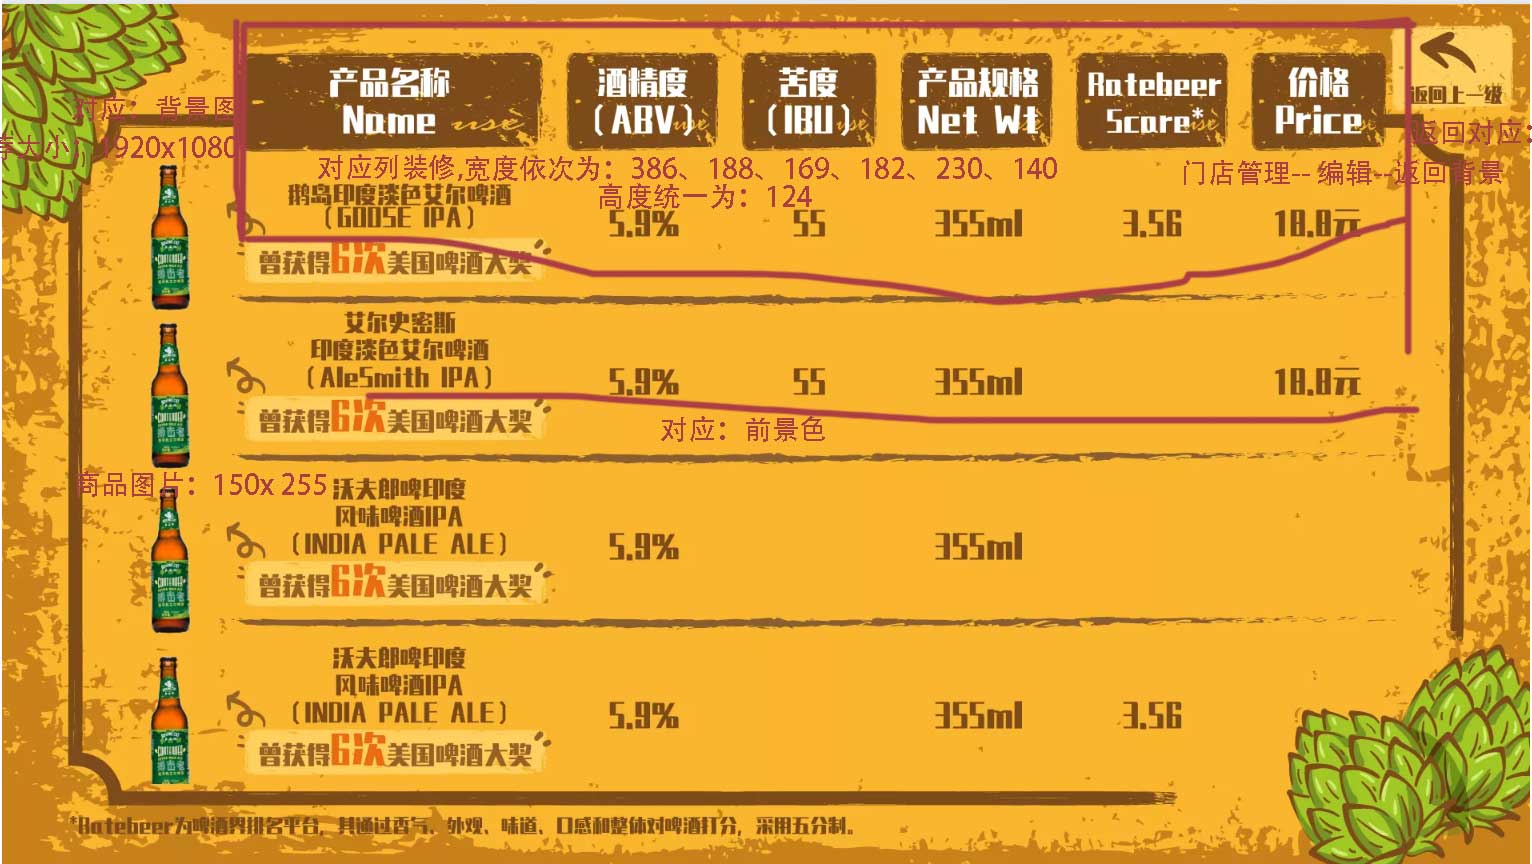 产品名称
Name
use
酒精度
(ABV)
苦度
(IBU)
产品规格
Net Wt
Ratebeer
Score*
价格
Price
返回上一级
对应：背景图
大小：1920x1080
返回对应：
对应列装修,宽度依次为：386、188、169、182、230、140
高度统一为：124
门店管理-- 编辑--返回背景
鹅岛印度淡色艾尔啤酒
(GOOSE IPA)
5.9%
55
355ml
3.56
18.8元
曾获得6次美国啤酒大奖
艾尔史密斯
印度淡色艾尔啤酒
(AleSmith IPA)
5.9%
55
355ml
18.8元
曾获得6次美国啤酒大奖
对应：前景色
商品图片：150x 255
沃夫郎啤印度
风味啤酒IPA
(INDIA PALE ALE)
5.9%
355ml
曾获得6次美国啤酒大奖
沃夫郎啤印度
风味啤酒IPA
(INDIA PALE ALE)
5.9%
355ml
3.56
曾获得6次美国啤酒大奖
*Ratebeer为啤酒界排名平台，其通过香气、外观、味道、口感和整体对啤酒打分，采用五分制。